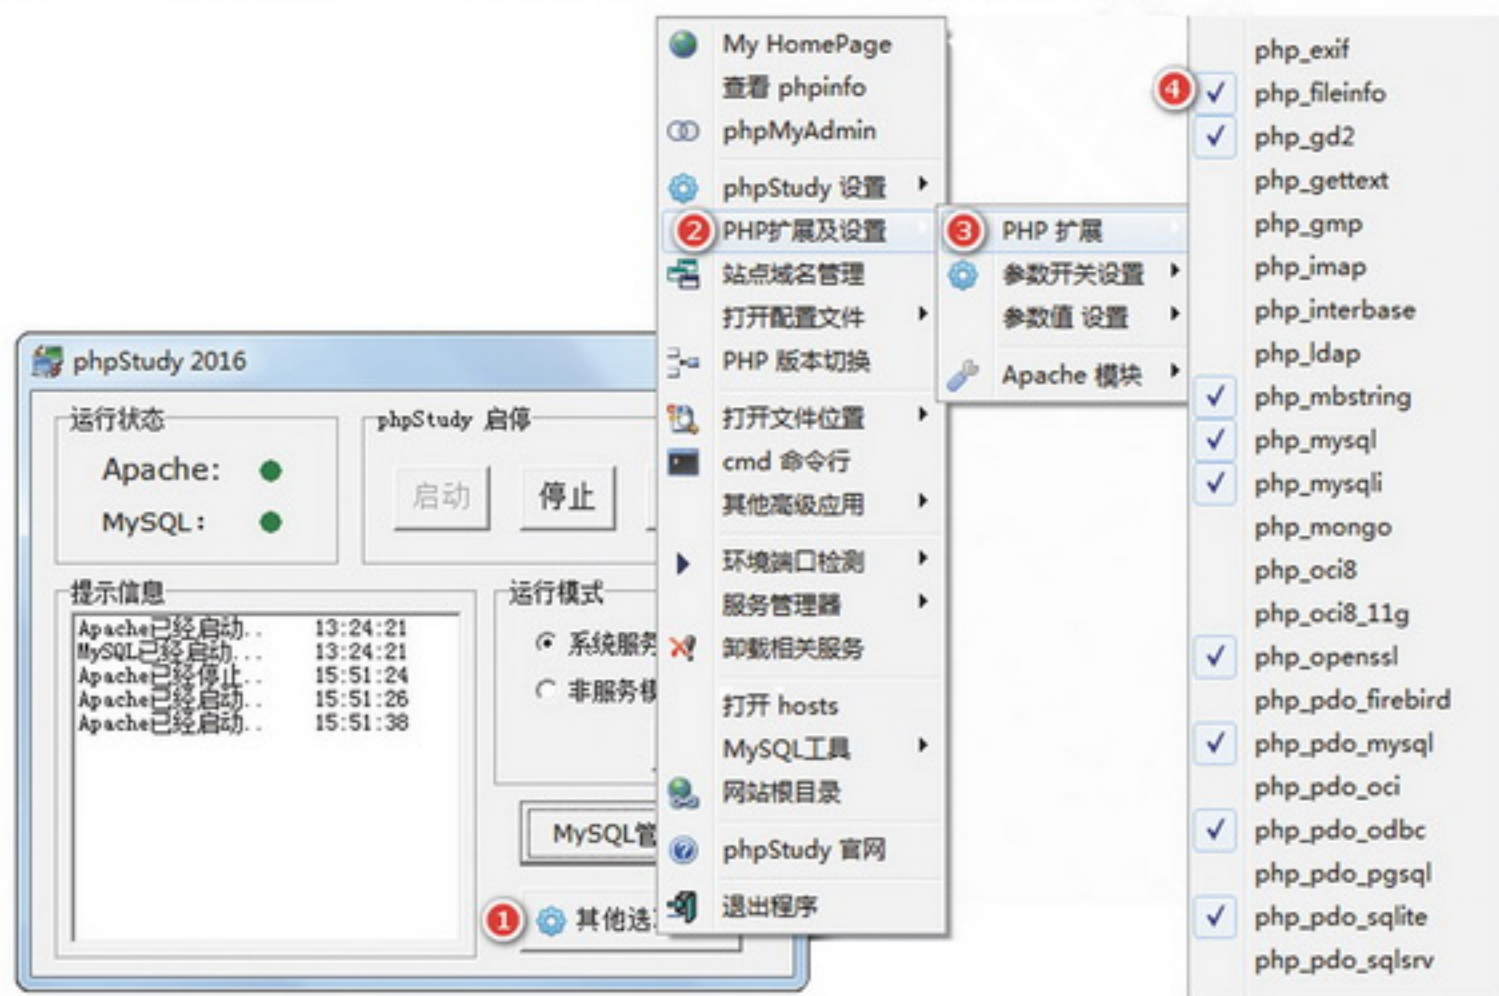 phpStudy 2016
运行状态
Apache:
MySQL:
phpStudy 启停
启动
停止
提示信息
Apache已经启动.. 13:24:21
MySQL已经启动... 13:24:21
Apache已经停止.. 15:51:24
Apache已经启动.. 15:51:26
Apache已经启动.. 15:51:38
运行模式
系统服务
非服务模
MySQL管
1
其他选
My HomePage
查看 phpinfo
phpMyAdmin
phpStudy 设置
2 PHP扩展及设置
站点域名管理
打开配置文件
PHP 版本切换
打开文件位置
cmd 命令行
其他高级应用
环境端口检测
服务管理器
卸载相关服务
打开 hosts
MySQL工具
网站根目录
phpStudy 官网
退出程序
3 PHP 扩展
参数开关设置
参数值 设置
Apache 模块
php_exif
4 php_fileinfo
php_gd2
php_gettext
php_gmp
php_imap
php_interbase
php_ldap
php_mbstring
php_mysql
php_mysqli
php_mongo
php_oci8
php_oci8_11g
php_openssl
php_pdo_firebird
php_pdo_mysql
php_pdo_oci
php_pdo_odbc
php_pdo_pgsql
php_pdo_sqlite
php_pdo_sqlsrv